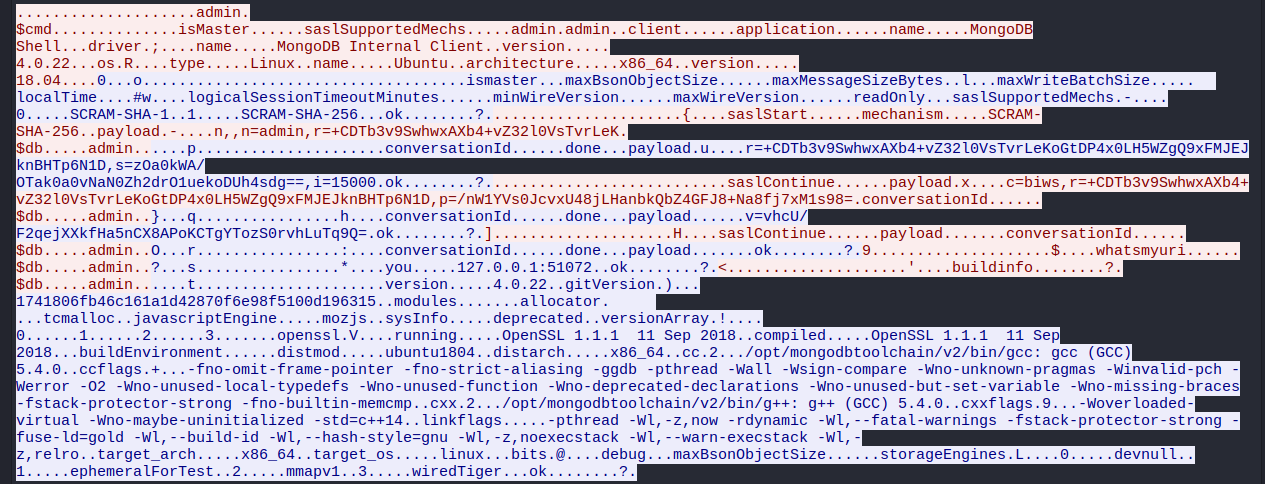 ....................admin.
$cmd..............isMaster......saslSupportedMechs.....admin.admin..client......application......name.....MongoDB
Shell...driver.;....name.....MongoDB Internal Client..version.....
4.0.22...os.R....type.....Linux..name.....Ubuntu..architecture.....x86_64..version.....
18.04.....0...o..................................ismaster...maxBsonObjectSize......maxMessageSizeBytes..l...maxWriteBatchSize.....
localTime....#w....logicalSessionTimeoutMinutes......minWireVersion......maxWireVersion......readOnly...saslSupportedMechs.-....
0.....SCRAM-SHA-1..1.....SCRAM-SHA-256...ok........?.....................{....saslStart......mechanism.....SCRAM-
SHA-256..payload.-....n,,n=admin,r=+CDTb3v9SwhwxAXb4+vZ32l0VsTvrLeK.
$db.....admin......p.....................conversationId......done...payload.u....r=+CDTb3v9SwhwxAXb4+vZ32l0VsTvrLeKoGtDP4x0LH5WZgQ9xFMJEJ
knBHTp6N1D,s=zOa0kWA/
OTak0a0vNaN0Zh2drO1uekoDUh4sdg==,i=15000.ok........?..........................saslContinue......payload.x....c=biws,r=+CDTb3v9SwhwxAXb4+
vZ32l0VsTvrLeKoGtDP4x0LH5WZgQ9xFMJEJknBHTp6N1D,p=/nW1YVs0JcvxU48jLHanbkQbZ4GFJ8+Na8fj7xM1s98=.conversationId......
$db.....admin..}...q................h....conversationId......done...payload......v=vhcU/
F2qejXXkfHa5nCX8APoKCTgYTozS0rvhLuTq9Q=.ok........?.]....................H....saslContinue......payload.......conversationId......
$db.....admin..O...r................:....conversationId......done...payload......ok........?.9....................$....whatsmyuri......
$db.....admin..?...s................*....you.....127.0.0.1:51072..ok........?.<....................'....buildinfo........?.
$db.....admin......t.....................version.....4.0.22..gitVersion.)...
1741806fb46c161a1d42870f6e98f5100d196315..modules.......allocator.
...tcmalloc..javascriptEngine.....mozjs..sysInfo.....deprecated..versionArray.!....
0......1......2......3.......openssl.V....running.....OpenSSL 1.1.1  11 Sep 2018..compiled.....OpenSSL 1.1.1  11 Sep
2018...buildEnvironment......distmod.....ubuntu1804..distarch.....x86_64..cc.2.../opt/mongodbtoolchain/v2/bin/gcc: gcc (GCC)
5.4.0..ccflags.+...-fno-omit-frame-pointer -fno-strict-aliasing -ggdb -pthread -Wall -Wsign-compare -Wno-unknown-pragmas -Winvalid-pch -
Werror -O2 -Wno-unused-local-typedefs -Wno-unused-function -Wno-deprecated-declarations -Wno-unused-but-set-variable -Wno-missing-braces
-fstack-protector-strong -fno-builtin-memcmp..cxx.2.../opt/mongodbtoolchain/v2/bin/g++: g++ (GCC) 5.4.0..cxxflags.9...-Woverloaded-
virtual -Wno-maybe-uninitialized -std=c++14..linkflags.....-pthread -Wl,-z,now -rdynamic -Wl,--fatal-warnings -fstack-protector-strong -
fuse-ld=gold -Wl,--build-id -Wl,--hash-style=gnu -Wl,-z,noexecstack -Wl,--warn-execstack -Wl,-
z,relro..target_arch.....x86_64..target_os.....linux...bits.@....debug...maxBsonObjectSize......storageEngines.L....0.....devnull..
1.....ephemeralForTest..2.....mmapv1..3.....wiredTiger...ok........?.